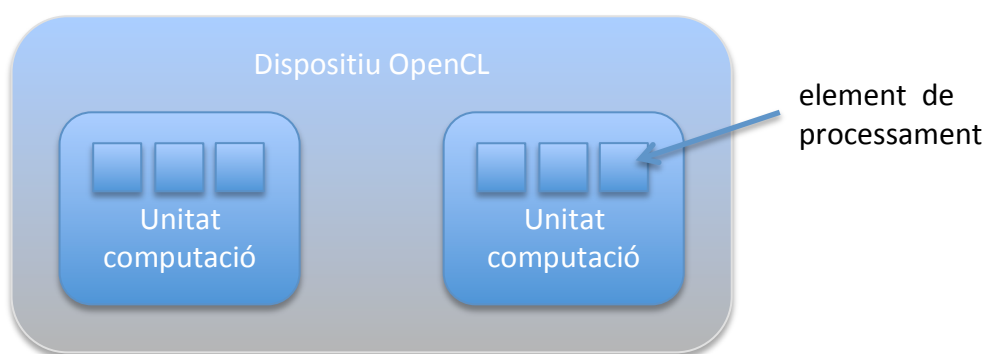 Dispositiu OpenCL
element de
processament
Unitat
computació
Unitat
computació